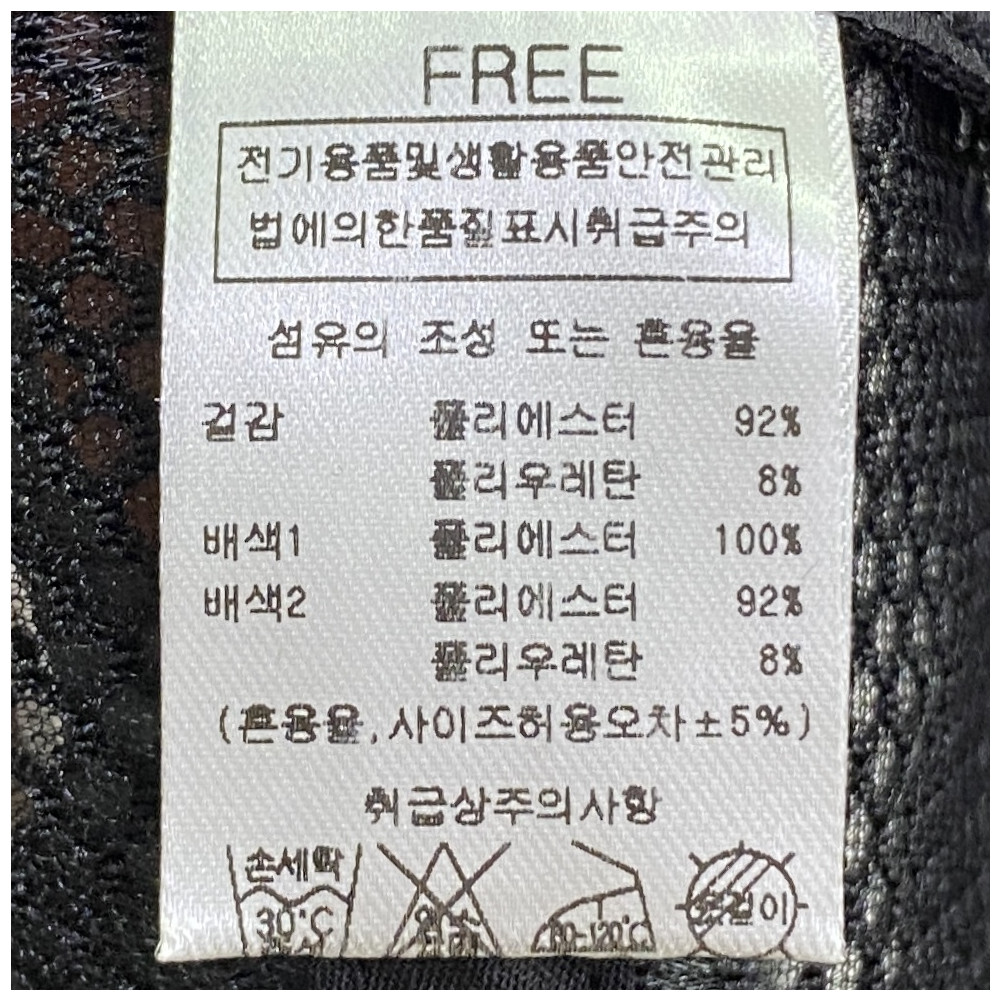 FREE
전기용품및생활용품안전관리
법에의한품질표시취급주의
섬유의 조성 또는 혼용율
겉감 폴리에스터 92%
폴리우레탄 8%
배색1 폴리에스터 100%
배색2 폴리에스터 92%
폴리우레탄 8%
(혼용율,사이즈허용오차±5%)
취급상주의사항
손세탁
30°C
80-120°C
옷걸이